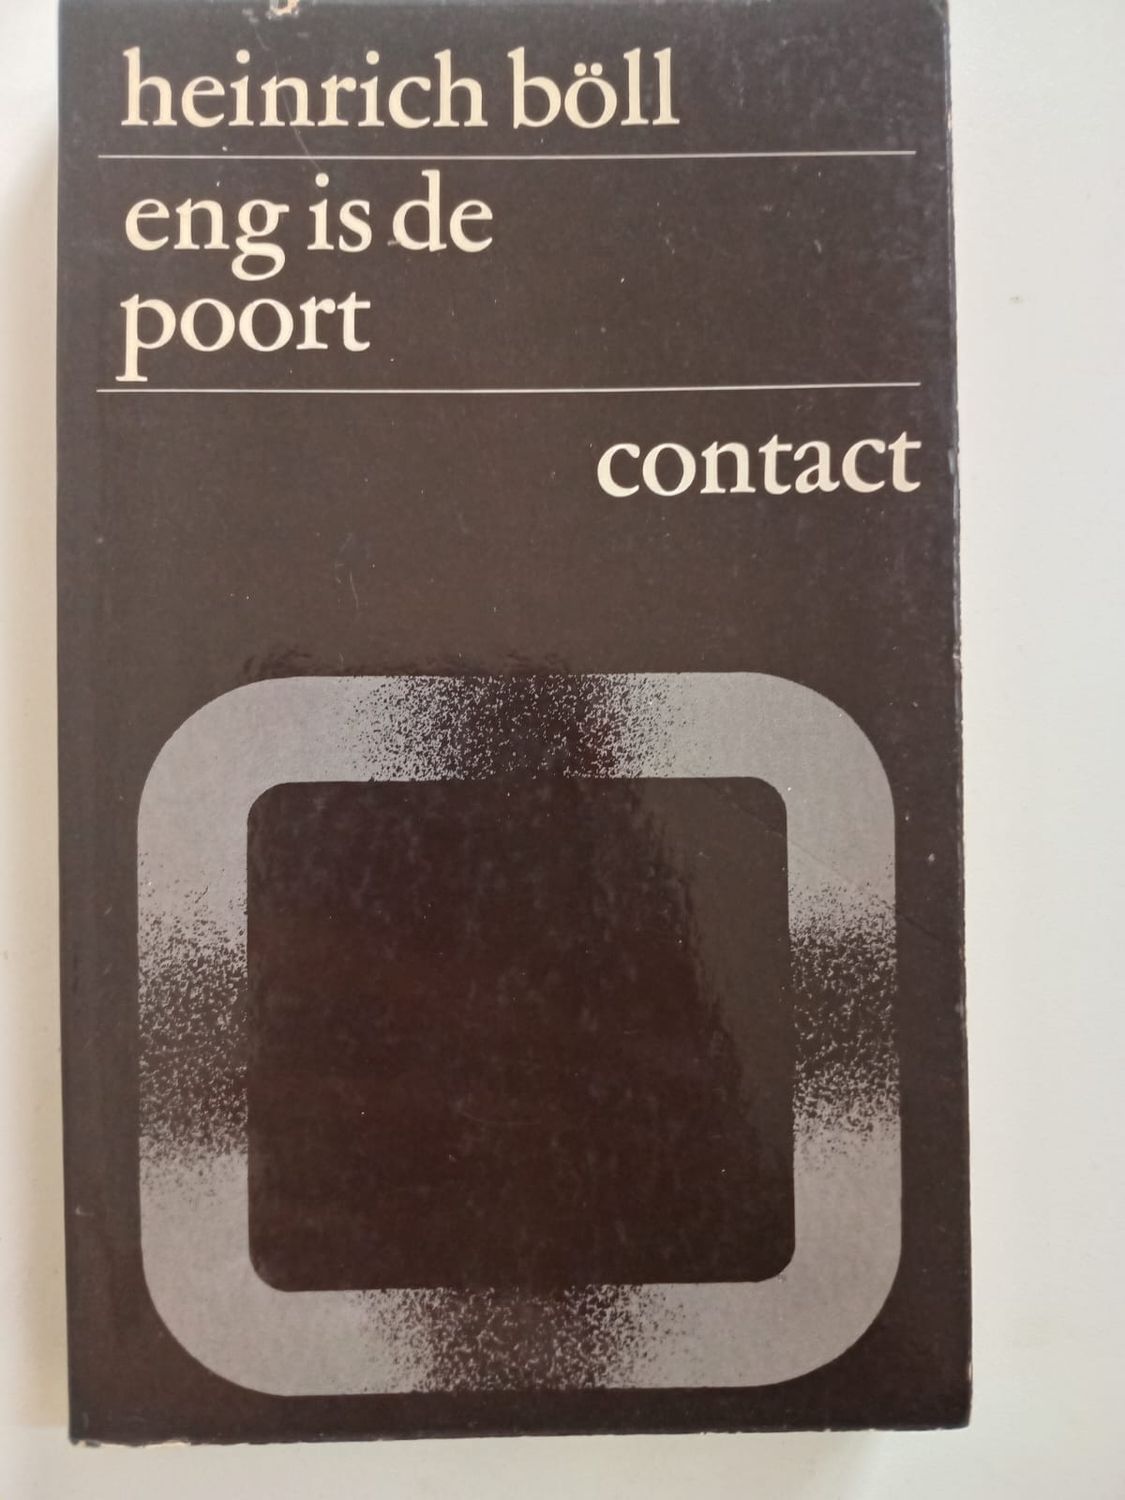 heinrich böll
eng is de
poort
contact